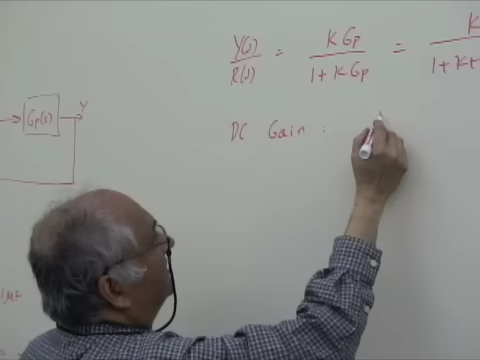 Y(s)/R(s) = KGp/(1 + KGp) = K/(1+K+
Gp(s) Y
DC Gain :